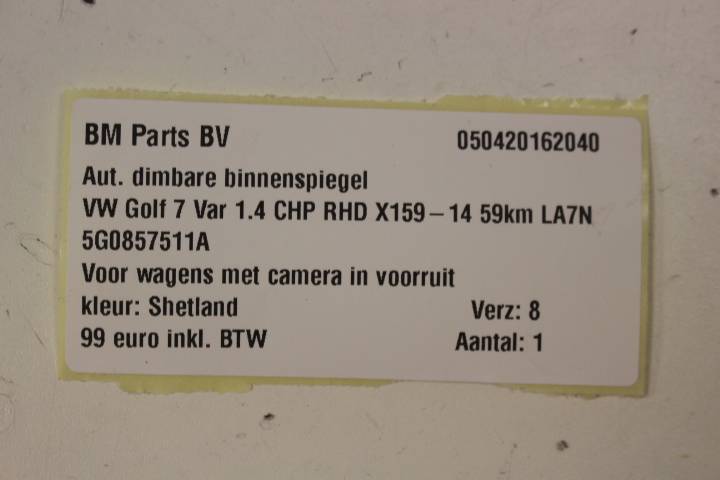 BM Parts BV 050420162040
Aut. dimbare binnenspiegel
VW Golf 7 Var 1.4 CHP RHD X159-14 59km LA7N
5G0857511A
Voor wagens met camera in voorruit
kleur: Shetland Verz: 8
99 euro inkl. BTW Aantal: 1